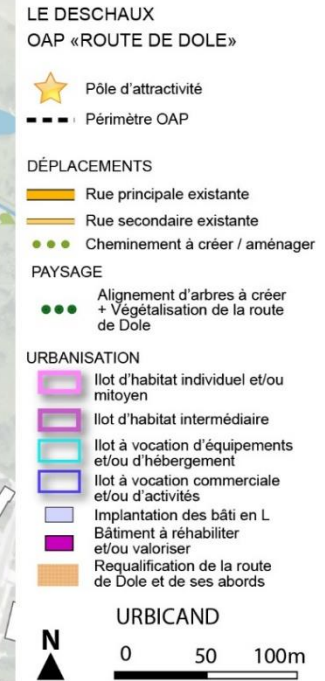 LE DESCHAUX
OAP «ROUTE DE DOLE»
Pôle d'attractivité
Périmètre OAP
DÉPLACEMENTS
Rue principale existante
Rue secondaire existante
Cheminement à créer / aménager
PAYSAGE
Alignement d'arbres à créer
+ Végétalisation de la route
de Dole
URBANISATION
Ilot d'habitat individuel et/ou
mitoyen
Ilot d'habitat intermédiaire
Ilot à vocation d'équipements
et/ou d'hébergement
Ilot à vocation commerciale
et/ou d'activités
Implantation des bâti en L
Bâtiment à réhabiliter
et/ou valoriser
Requalification de la route
de Dole et de ses abords
URBICAND
N
0 50 100m